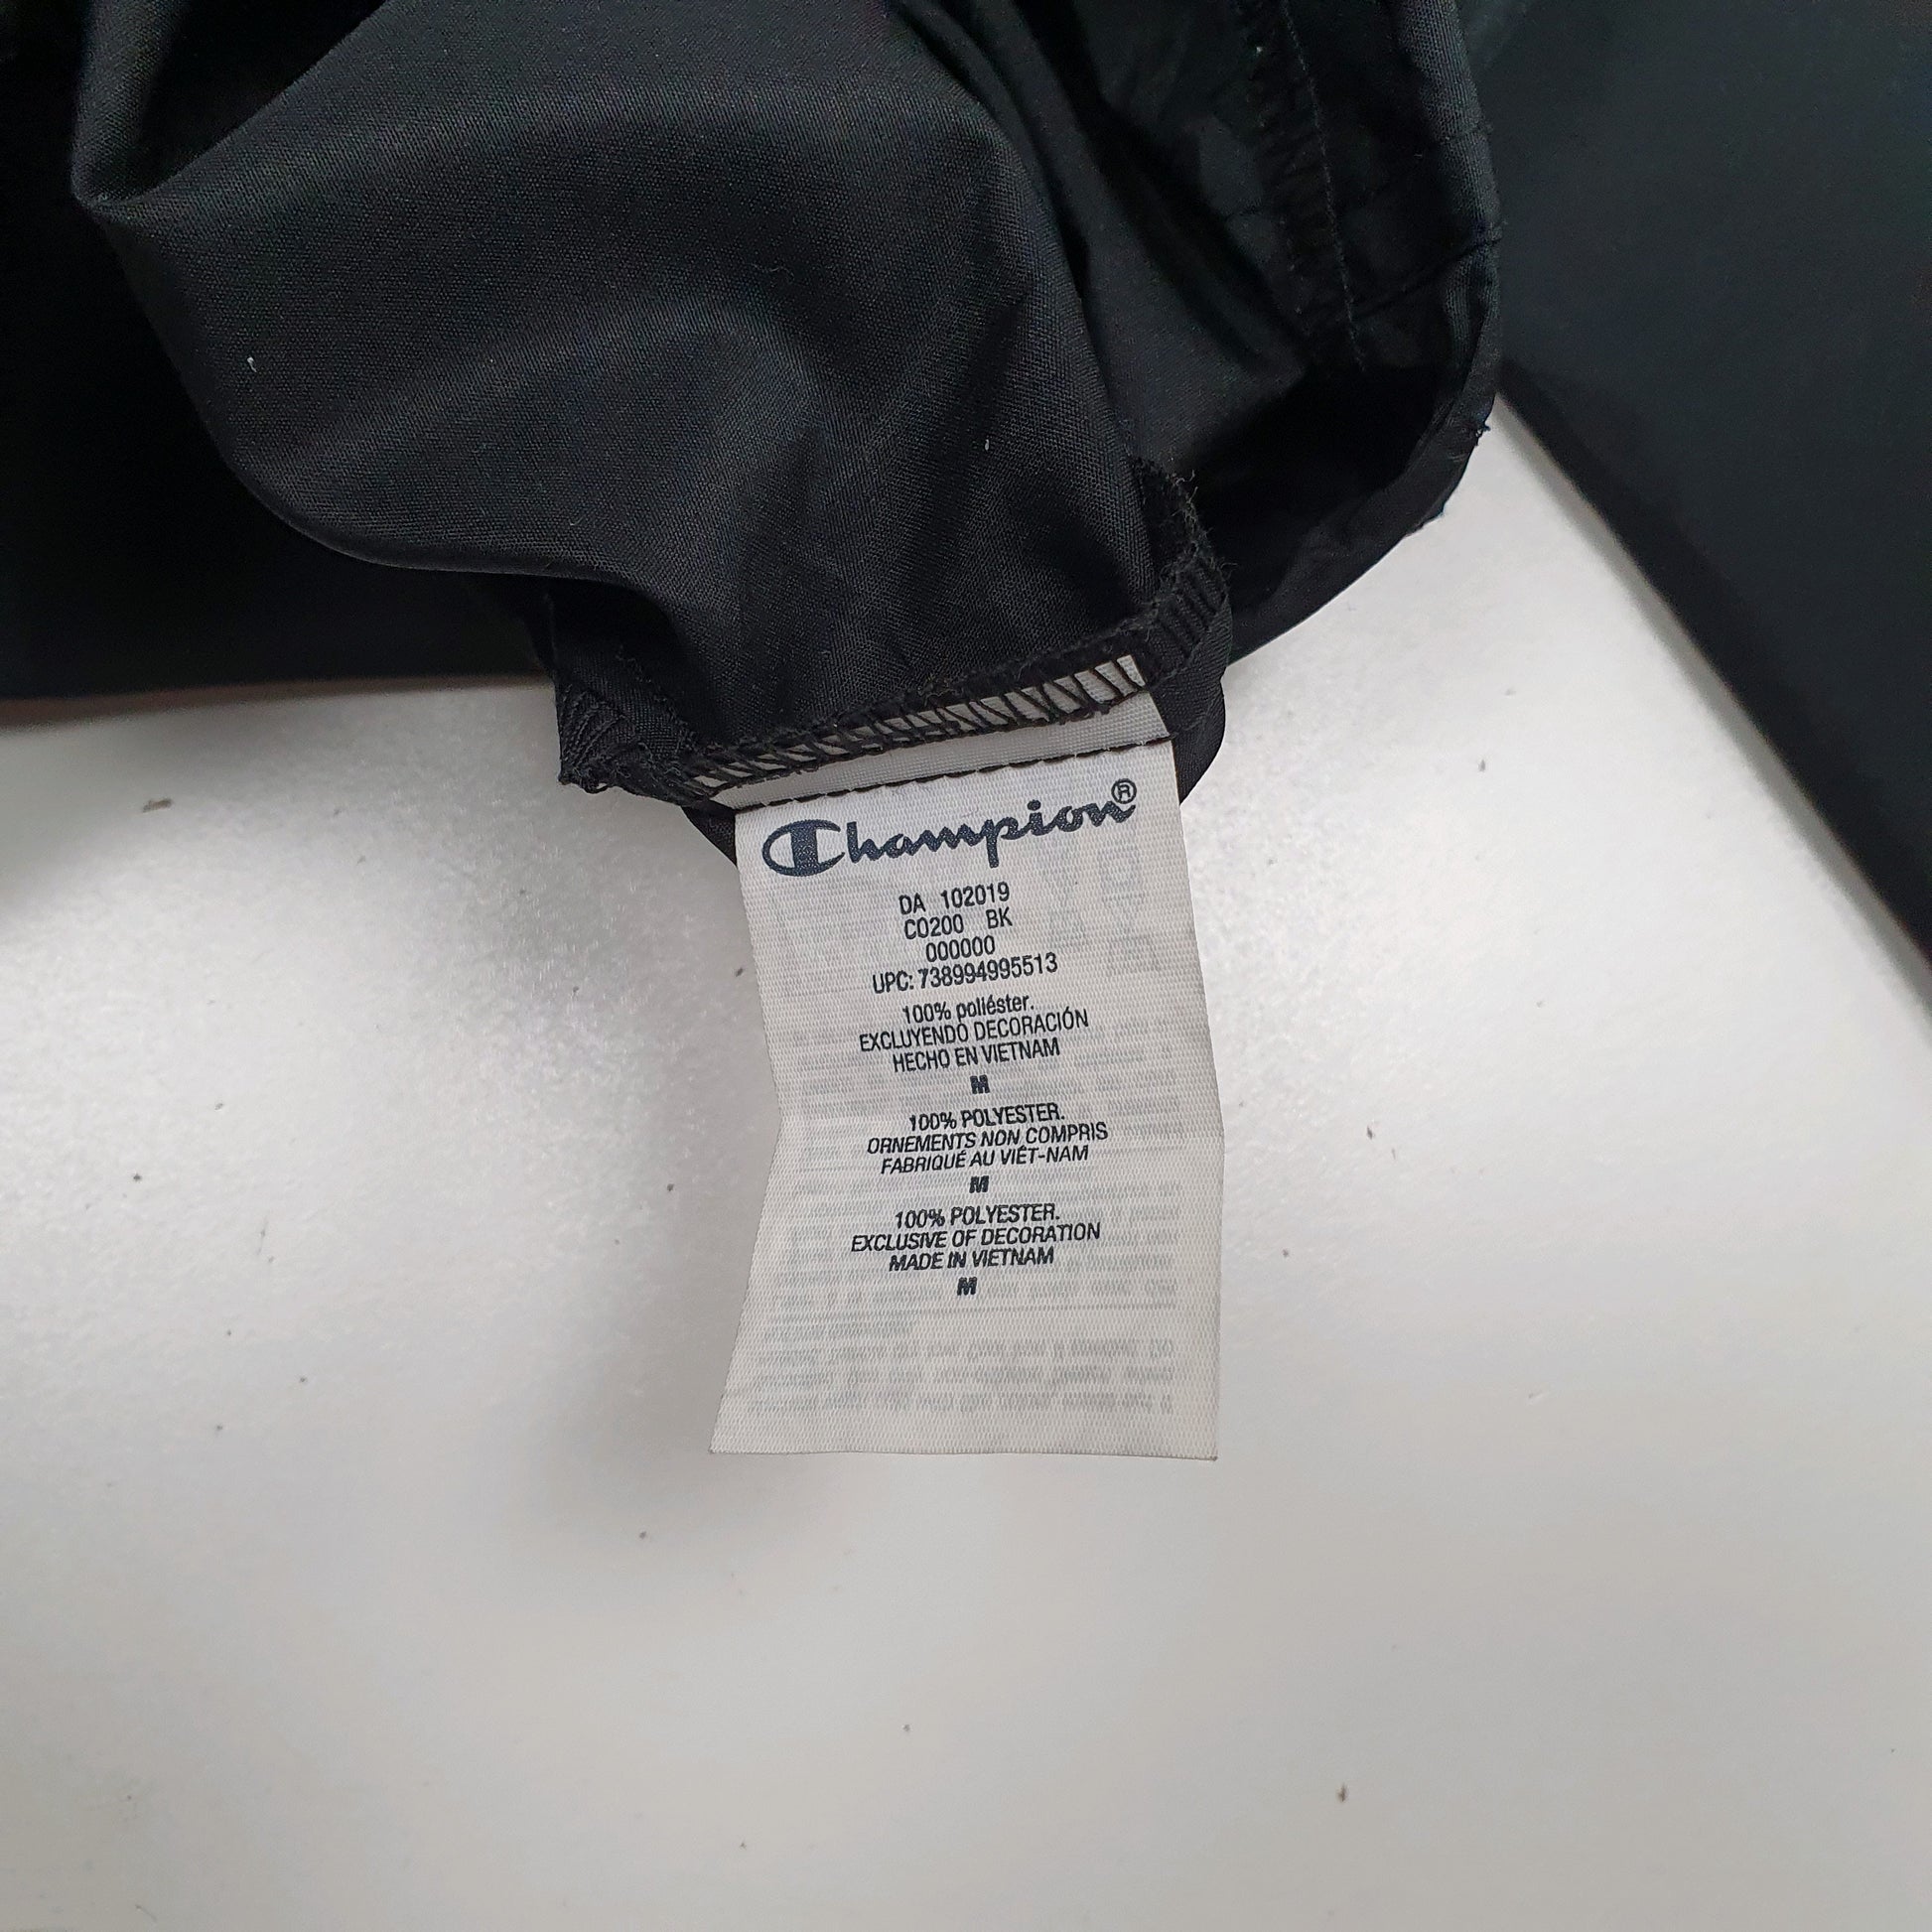 Champion®
DA 102019
CO200 BK
000000
UPC: 738994995513
100% poliéster.
EXCLUYENDO DECORACIÓN
HECHO EN VIETNAM
M
100% POLYESTER.
ORNEMENTS NON COMPRIS
FABRIQUÉ AU VIÊT-NAM
M
100% POLYESTER.
EXCLUSIVE OF DECORATION
MADE IN VIETNAM
M